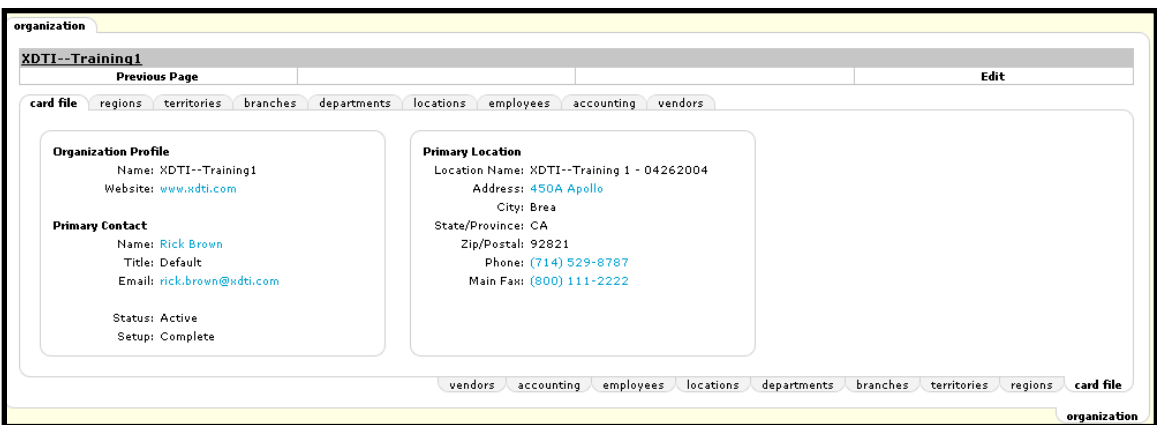 organization
XDTI--Training1
Previous Page Edit
card file regions territories branches departments locations employees accounting vendors
Organization Profile
Name: XDTI--Training1
Website: www.xdti.com
Primary Contact
Name: Rick Brown
Title: Default
Email: rick.brown@xdti.com
Status: Active
Setup: Complete
Primary Location
Location Name: XDTI--Training 1 - 04262004
Address: 450A Apollo
City: Brea
State/Province: CA
Zip/Postal: 92821
Phone: (714) 529-8787
Main Fax: (800) 111-2222
vendors accounting employees locations departments branches territories regions card file
organization